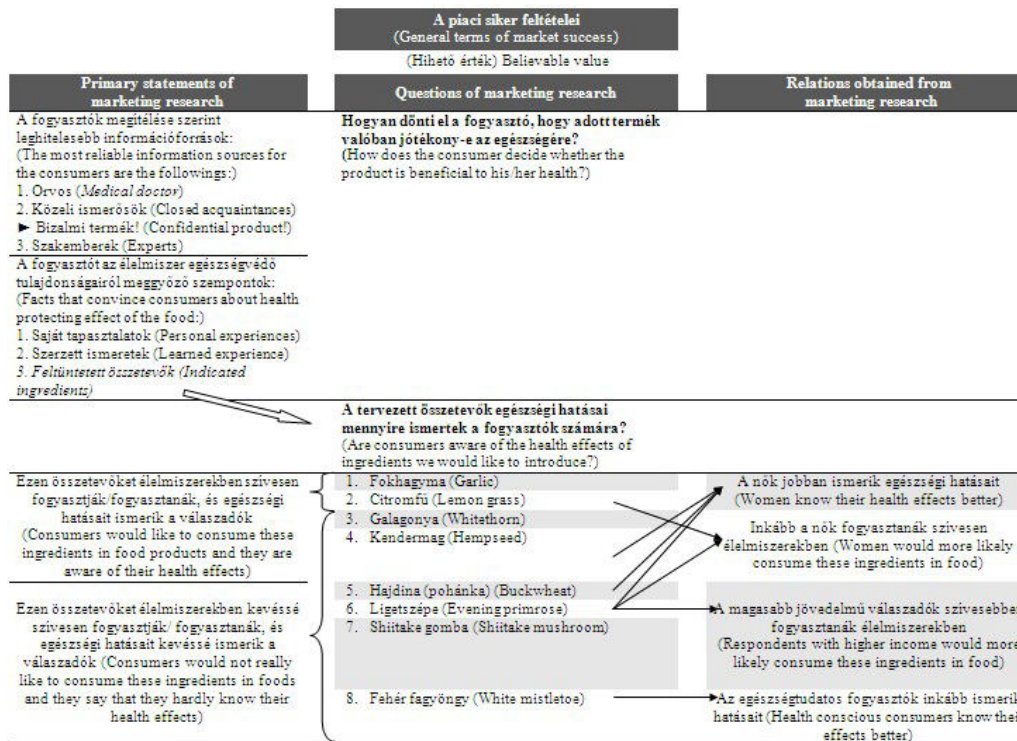 A piaci siker feltételei
(General terms of market success)
(Hihető érték) Believable value
Primary statements of
marketing research
Questions of marketing research
Relations obtained from
marketing research
A fogyasztók megítélése szerint
leghitelesebb információforrások:
(The most reliable information sources for
the consumers are the followings:)
1. Orvos (Medical doctor)
2. Közeli ismerősök (Closed acquaintances)
► Bizalmi termék! (Confidential product!)
3. Szakemberek (Experts)
Hogyan dönti el a fogyasztó, hogy adott termék
valóban jótékony-e az egészségére?
(How does the consumer decide whether the
product is beneficial to his/her health?)
A fogyasztót az élelmiszer egészségvédő
tulajdonságairól meggyőző szempontok:
(Facts that convince consumers about health
protecting effect of the food:)
1. Saját tapasztalatok (Personal experiences)
2. Szerzett ismeretek (Learned experience)
3. Feltüntetett összetevők (Indicated
ingredients)
A tervezett összetevők egészségi hatásai
mennyire ismertek a fogyasztók számára?
(Are consumers aware of the health effects of
ingredients we would like to introduce?)
Ezen összetevőket élelmiszerekben szívesen
fogyasztják/fogyasztanák, és egészségi
hatásait ismerik a válaszadók
(Consumers would like to consume these
ingredients in food products and they are
aware of their health effects)
Ezen összetevőket élelmiszerekben kevéssé
szívesen fogyasztják/ fogyasztanák, és
egészségi hatásait kevéssé ismerik a
válaszadók (Consumers would not really
like to consume these ingredients in foods
and they say that they hardly know their
health effects)
1. Fokhagyma (Garlic)
2. Citromfű (Lemon grass)
3. Galagonya (Whitethorn)
4. Kendermag (Hempseed)
5. Hajdina (pohánka) (Buckwheat)
6. Ligetszépe (Evening primrose)
7. Shiitake gomba (Shiitake mushroom)
8. Fehér fagyöngy (White mistletoe)
A nők jobban ismerik egészségi hatásait
(Women know their health effects better)
Inkább a nők fogyasztanák szívesen
élelmiszerekben (Women would more likely
consume these ingredients in food)
A magasabb jövedelmű válaszadók szívesebben
fogyasztanák élelmiszerekben
(Respondents with higher income would more
likely consume these ingredients in food)
Az egészségtudatos fogyasztók inkább ismerik
hatásait (Health conscious consumers know their
effects better)